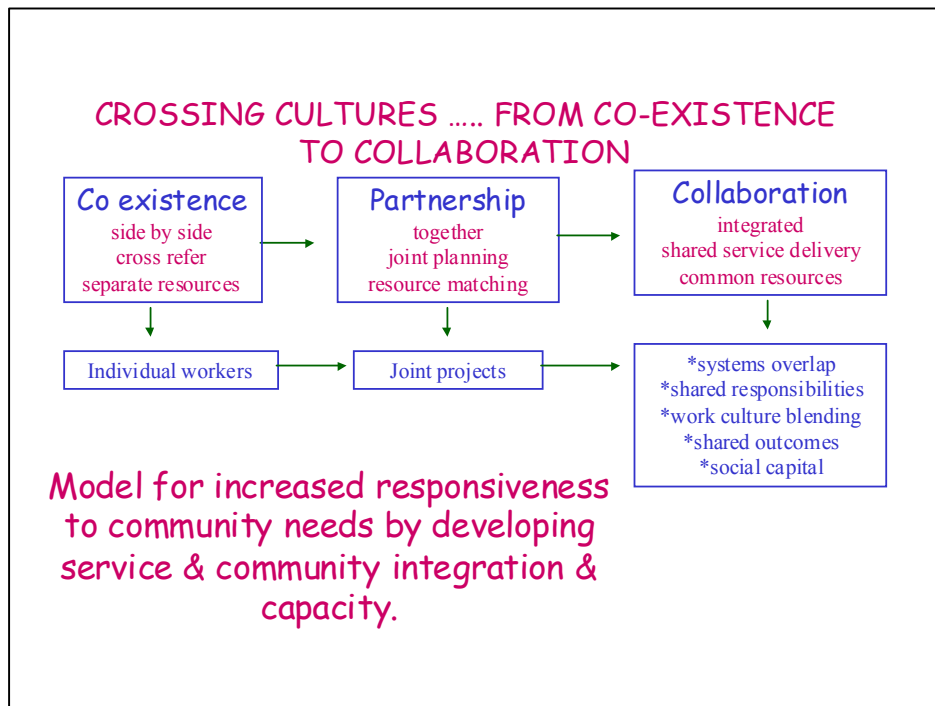 CROSSING CULTURES ..... FROM CO-EXISTENCE
TO COLLABORATION
Co existence
side by side
cross refer
separate resources
Partnership
together
joint planning
resource matching
Collaboration
integrated
shared service delivery
common resources
Individual workers
Joint projects
*systems overlap
*shared responsibilities
*work culture blending
*shared outcomes
*social capital
Model for increased responsiveness
to community needs by developing
service & community integration &
capacity.